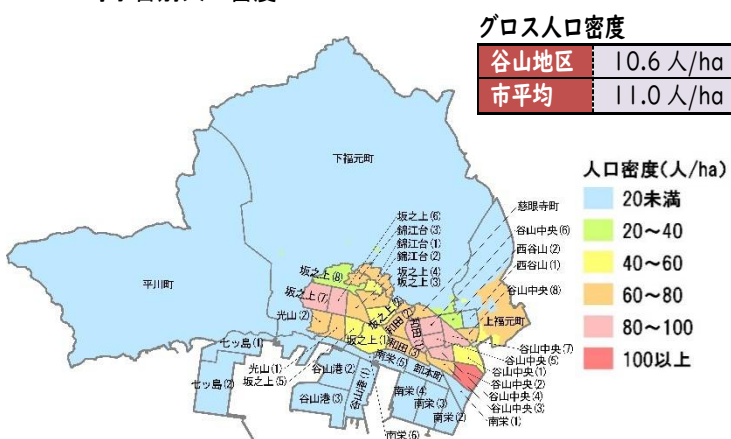 グロス人口密度
谷山地区 10.6 人/ha
市平均 11.0 人/ha
人口密度(人/ha)
20未満
20～40
40～60
60～80
80～100
100以上
下福元町
平川町
慈眼寺町
谷山中央(6)
西谷山(2)
西谷山(1)
谷山中央(8)
上福元町
坂之上(6)
錦江台(3)
錦江台(1)
錦江台(2)
坂之上(4)
坂之上(3)
坂之上(8)
坂之上(7)
光山(2)
坂之上(1)
和田(2)
和田(1)
和田(3)
南栄(5)
卸本町
七ッ島(1)
七ッ島(2)
光山(1)
坂之上(5)
谷山港(2)
谷山港(3)
谷山港(1)
南栄(4)
南栄(3)
南栄(2)
南栄(6)
谷山中央(7)
谷山中央(5)
谷山中央(1)
谷山中央(2)
谷山中央(4)
谷山中央(3)
南栄(1)